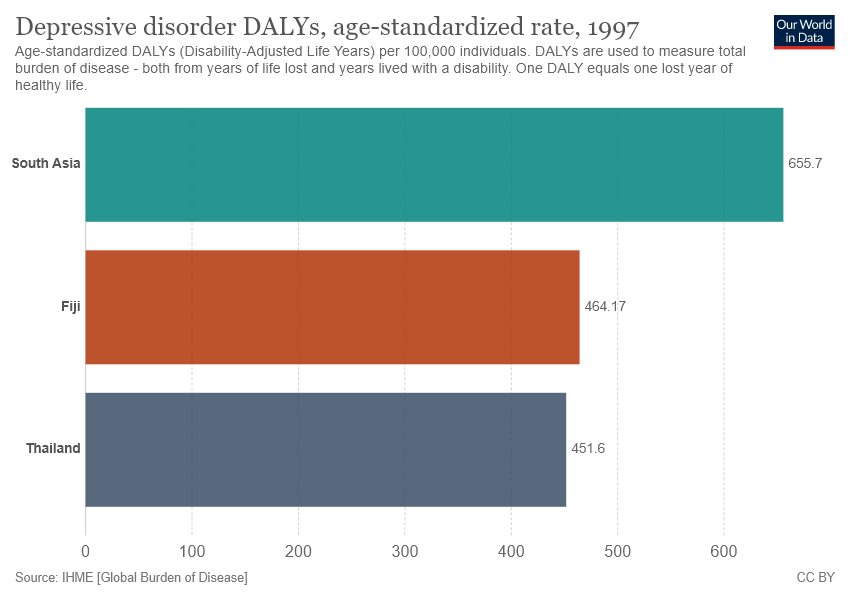 Depressive disorder DALYs, age-standardized rate, 1997
Our World
in Data
Age-standardized DALYs (Disability-Adjusted Life Years) per 100,000 individuals. DALYs are used to measure total
burden of disease - both from years of life lost and years lived with a disability. One DALY equals one lost year of
healthy life.
South Asia
655.7
Fiji
464.17
Thailand
451.6
0 100 200 300 400 500 600
Source: IHME [Global Burden of Disease]
CC BY